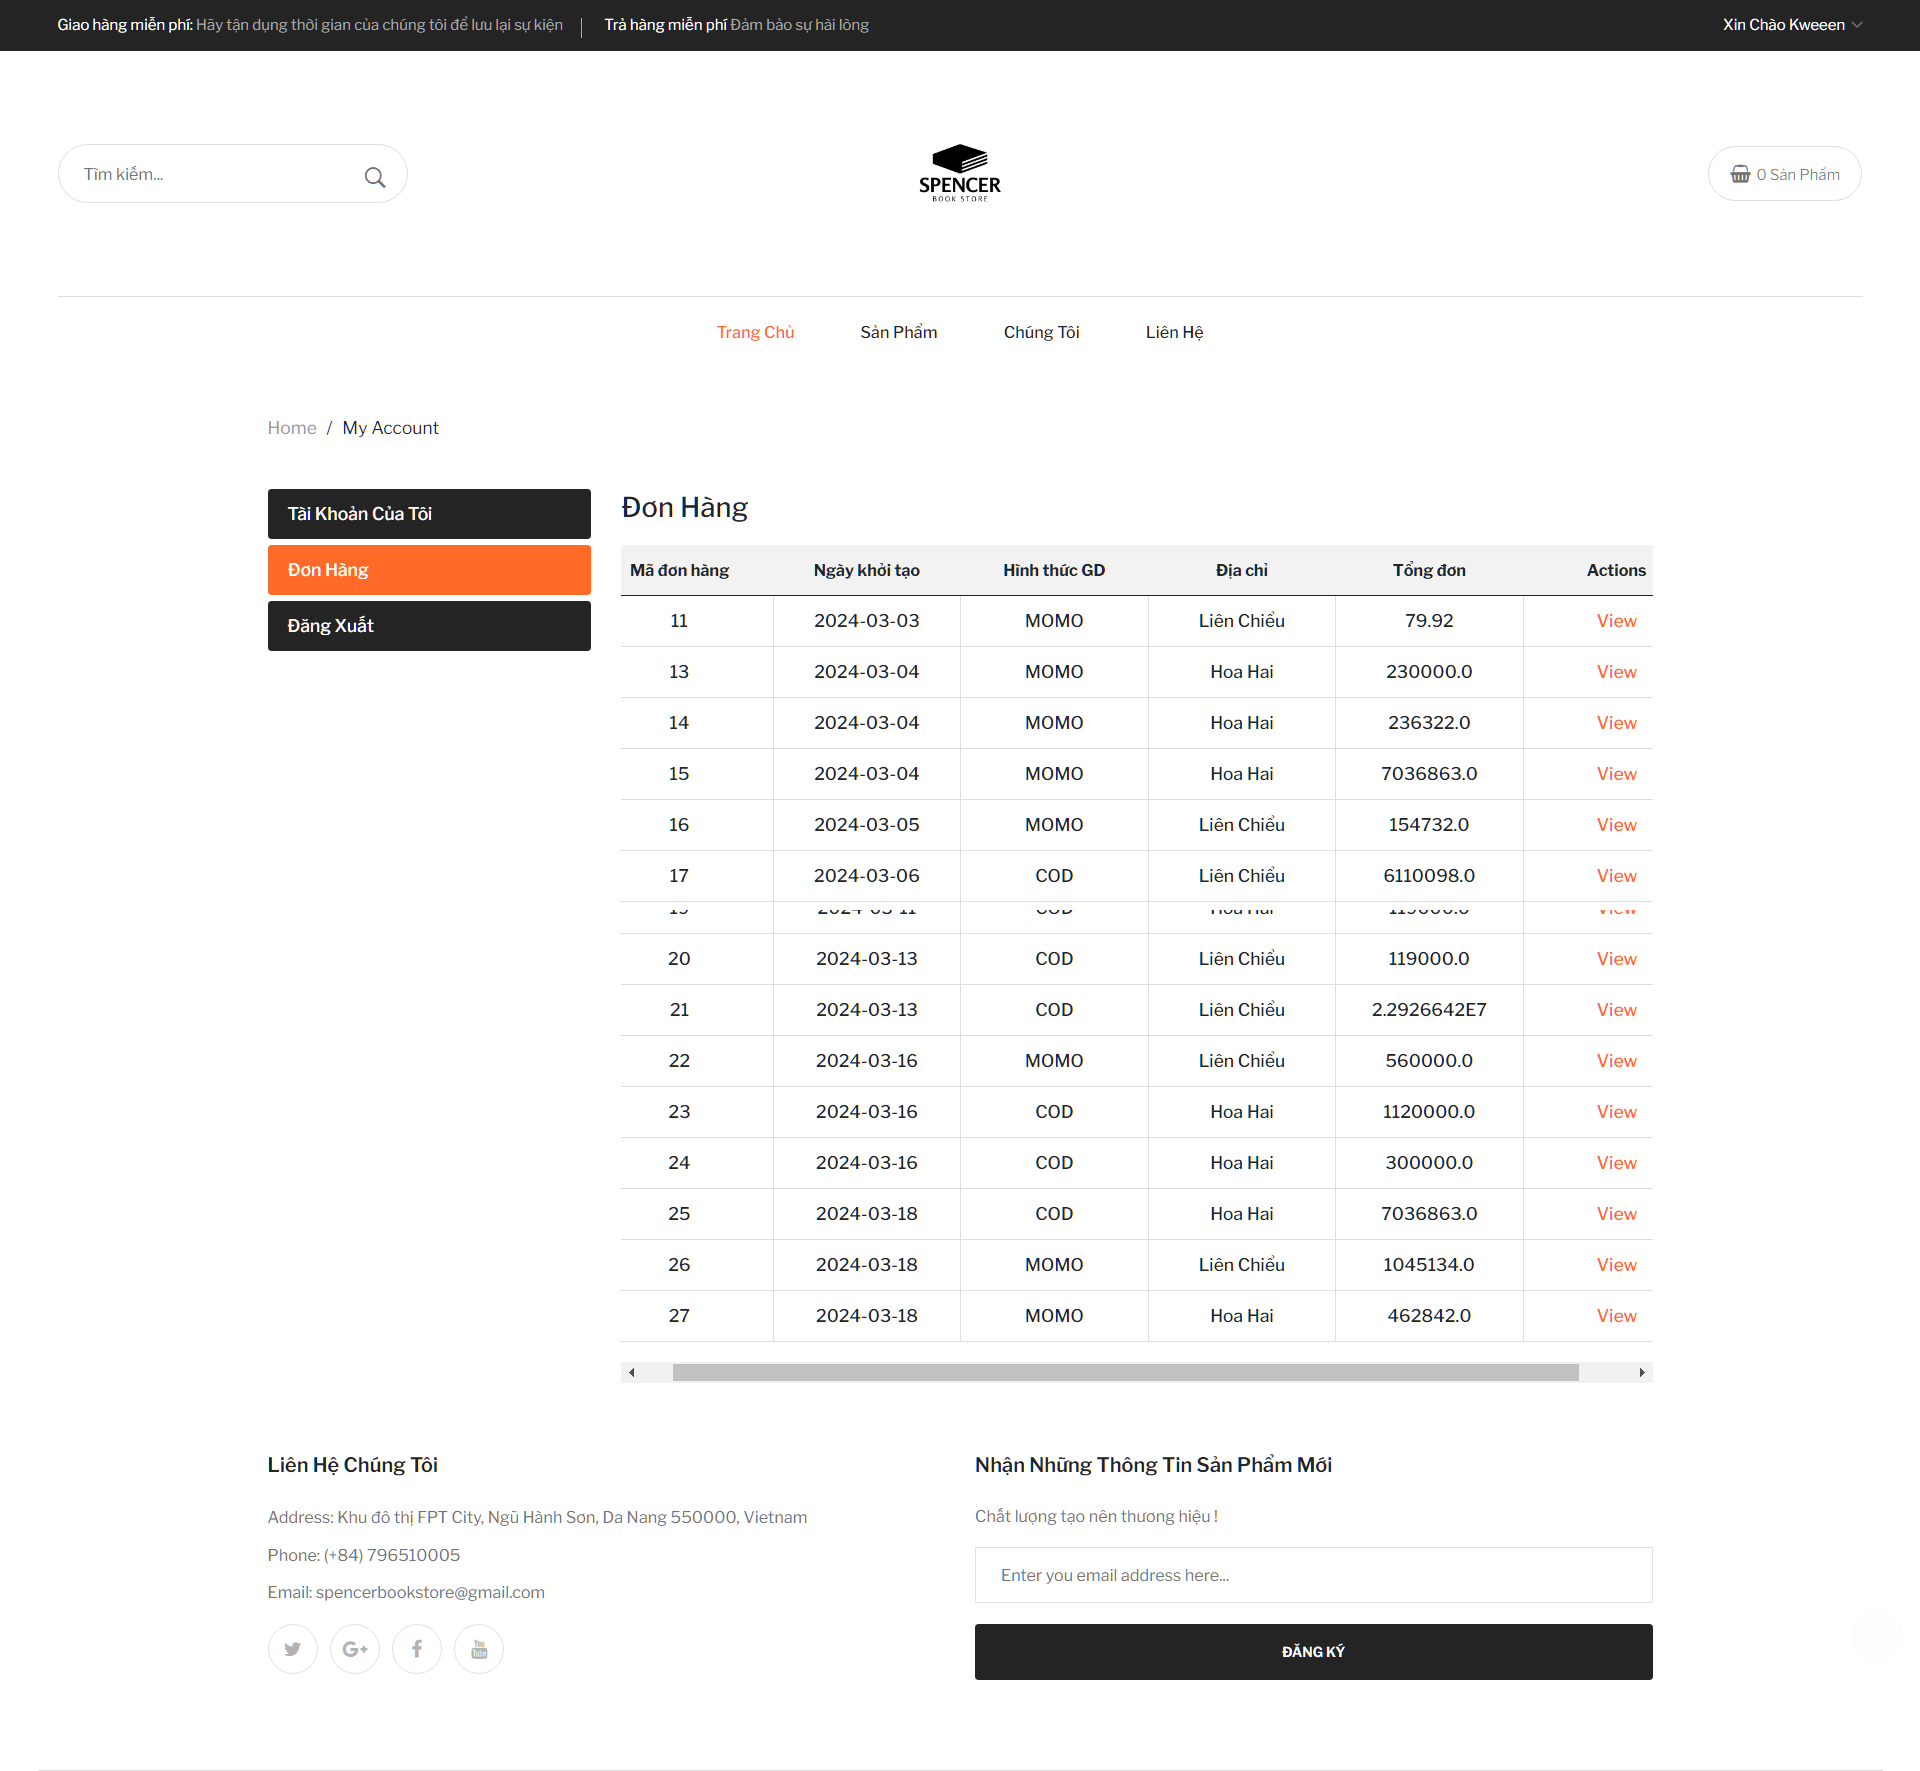 Giao hàng miễn phí: Hãy tận dụng thời gian của chúng tôi để lưu lại sự kiện
Trả hàng miễn phí Đảm bảo sự hài lòng
Xin Chào Kweeen
Tìm kiếm...
SPENCER
BOOK STORE
0 Sản Phẩm
Trang Chủ
Sản Phẩm
Chúng Tôi
Liên Hệ
Home / My Account
Tài Khoản Của Tôi
Đơn Hàng
Đăng Xuất
Đơn Hàng
Mã đơn hàng Ngày khởi tạo Hình thức GD Địa chỉ Tổng đơn Actions
11 2024-03-03 MOMO Liên Chiểu 79.92 View
13 2024-03-04 MOMO Hoa Hai 230000.0 View
14 2024-03-04 MOMO Hoa Hai 236322.0 View
15 2024-03-04 MOMO Hoa Hai 7036863.0 View
16 2024-03-05 MOMO Liên Chiểu 154732.0 View
17 2024-03-06 COD Liên Chiểu 6110098.0 View
20 2024-03-13 COD Liên Chiểu 119000.0 View
21 2024-03-13 COD Liên Chiểu 2.2926642E7 View
22 2024-03-16 MOMO Liên Chiểu 560000.0 View
23 2024-03-16 COD Hoa Hai 1120000.0 View
24 2024-03-16 COD Hoa Hai 300000.0 View
25 2024-03-18 COD Hoa Hai 7036863.0 View
26 2024-03-18 MOMO Liên Chiểu 1045134.0 View
27 2024-03-18 MOMO Hoa Hai 462842.0 View
Liên Hệ Chúng Tôi
Address: Khu đô thị FPT City, Ngũ Hành Sơn, Da Nang 550000, Vietnam
Phone: (+84) 796510005
Email: spencerbookstore@gmail.com
Nhận Những Thông Tin Sản Phẩm Mới
Chất lượng tạo nên thương hiệu !
Enter you email address here...
ĐĂNG KÝ